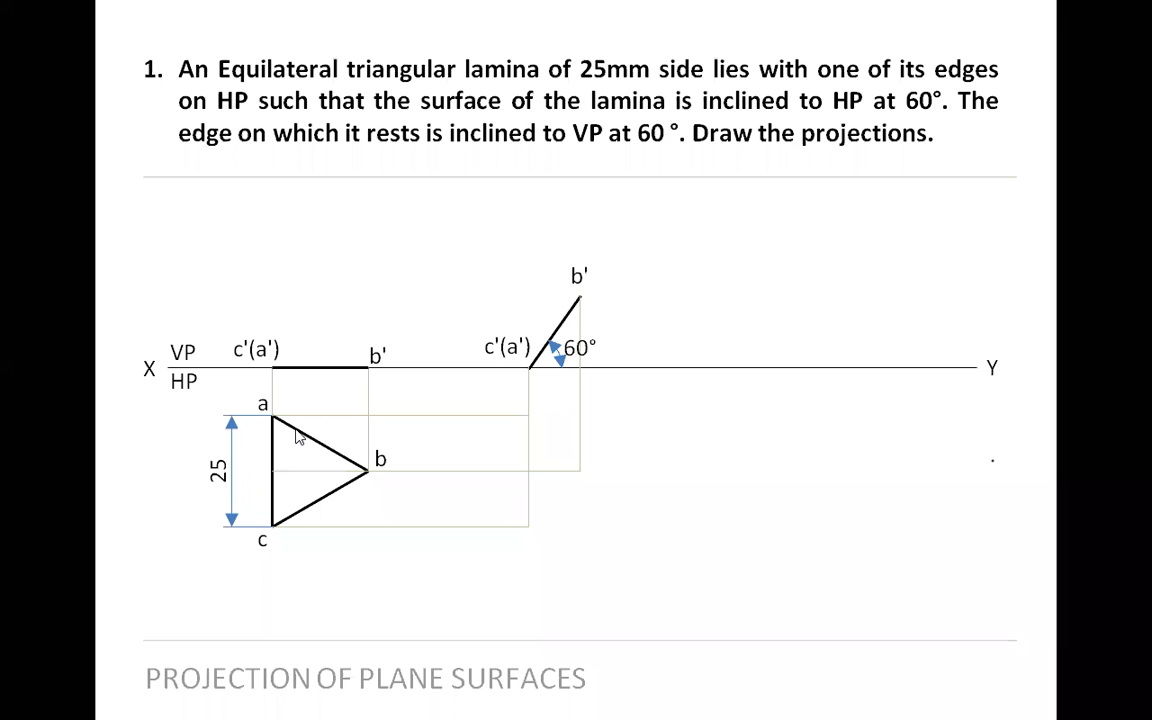 1. An Equilateral triangular lamina of 25mm side lies with one of its edges
on HP such that the surface of the lamina is inclined to HP at 60°. The
edge on which it rests is inclined to VP at 60 °. Draw the projections.
b'
X VP c'(a') b' c'(a') 60° Y
HP
a
25
b
c
PROJECTION OF PLANE SURFACES